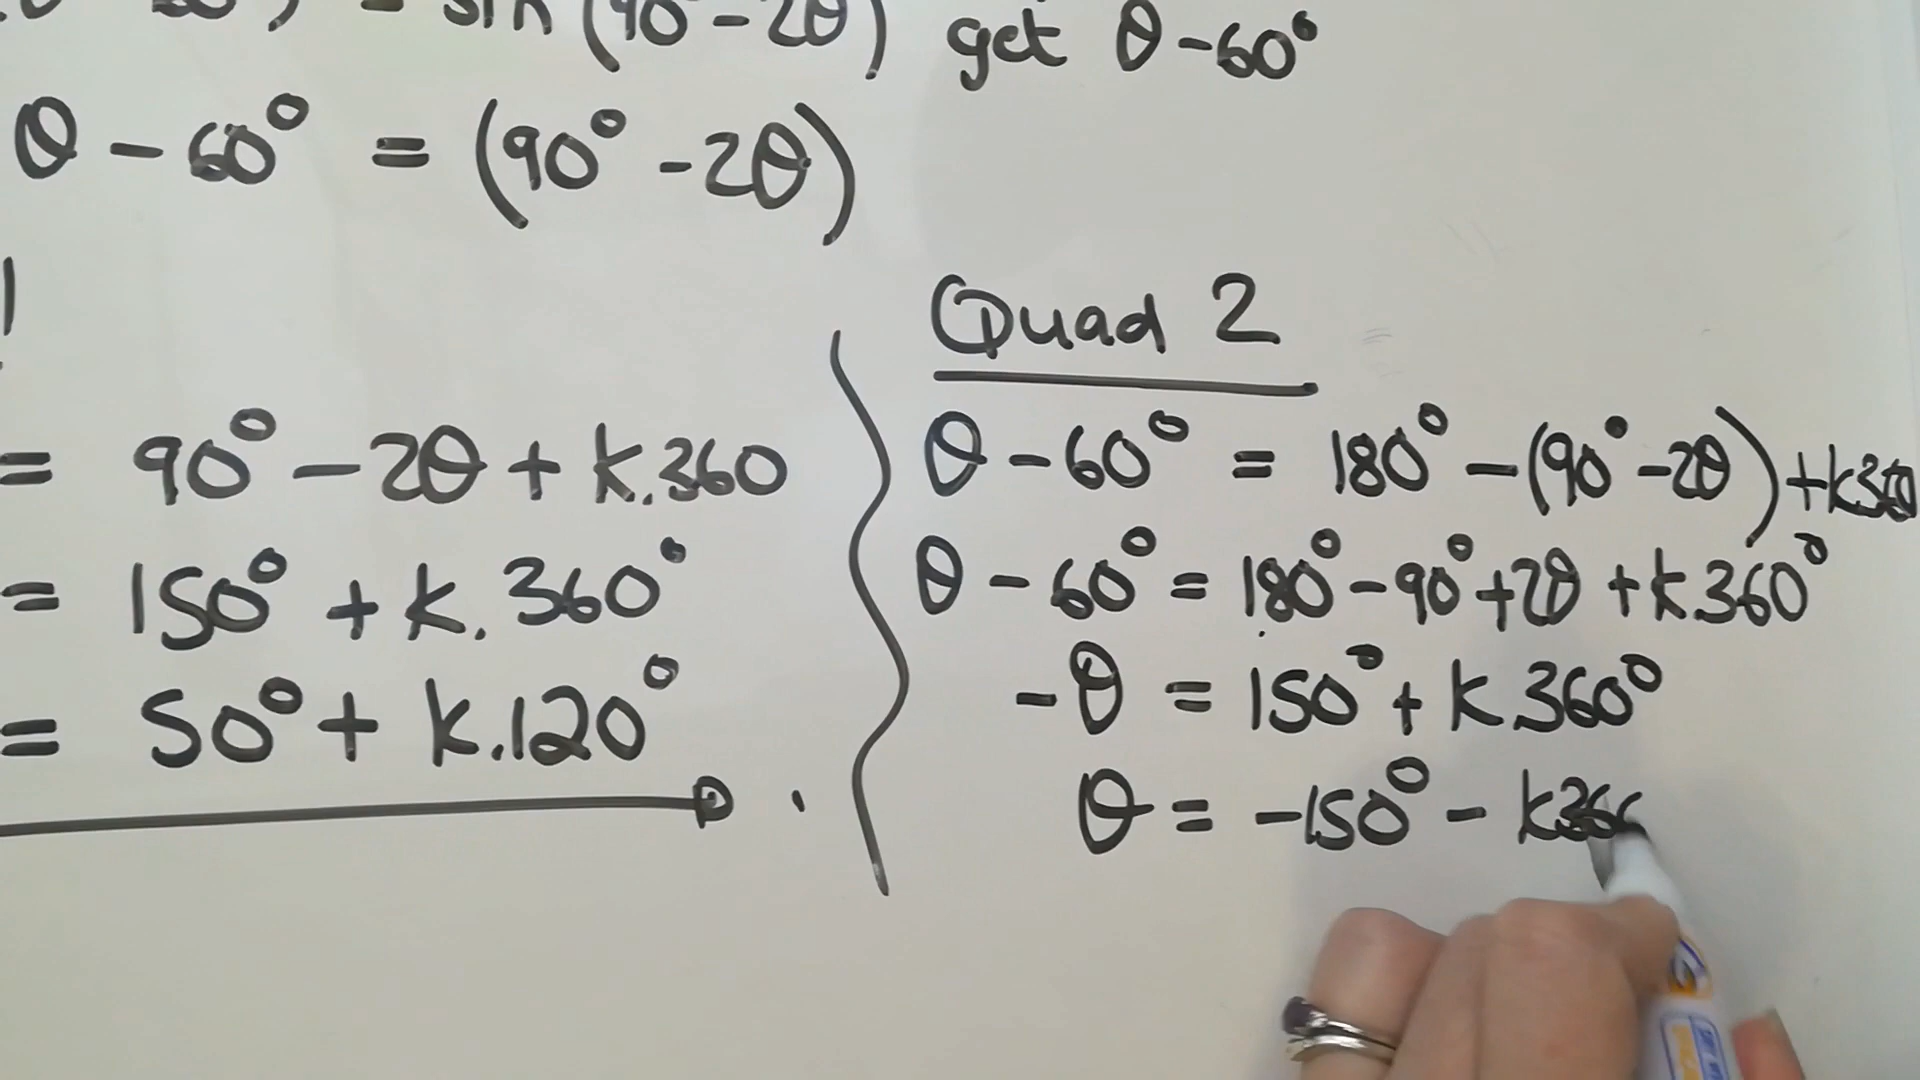 = sin (90° - 2θ) get θ - 60°
θ - 60° = (90° - 2θ)
= 90° - 2θ + k.360
= 150° + k. 360°
= 50° + k.120°
Quad 2
θ - 60° = 180° - (90° - 2θ) + k360
θ - 60° = 180° - 90° + 2θ + k.360°
- θ = 150° + k 360°
θ = -150° - k360